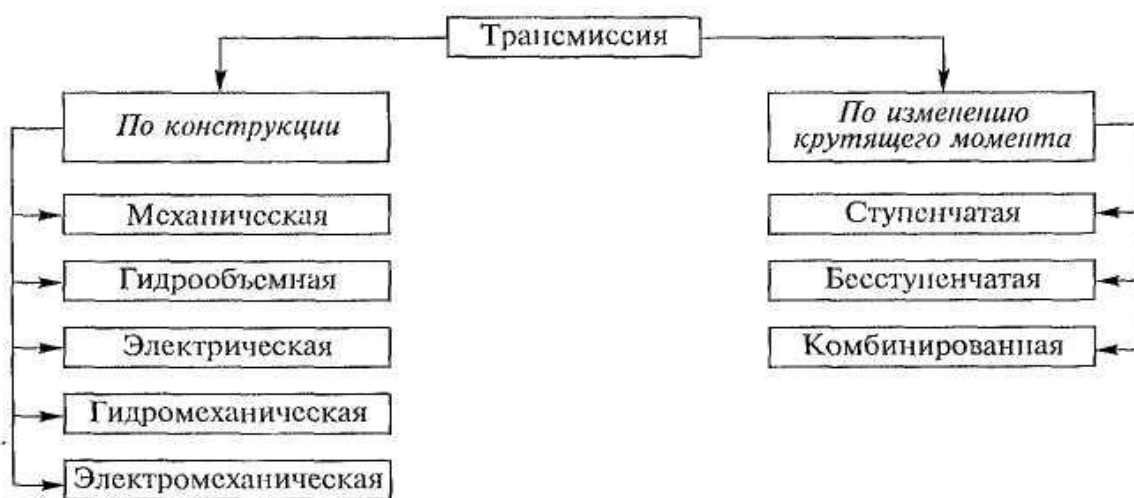 Трансмиссия
По конструкции
Механическая
Гидрообъемная
Электрическая
Гидромеханическая
Электромеханическая
По изменению
крутящего момента
Ступенчатая
Бесступенчатая
Комбинированная